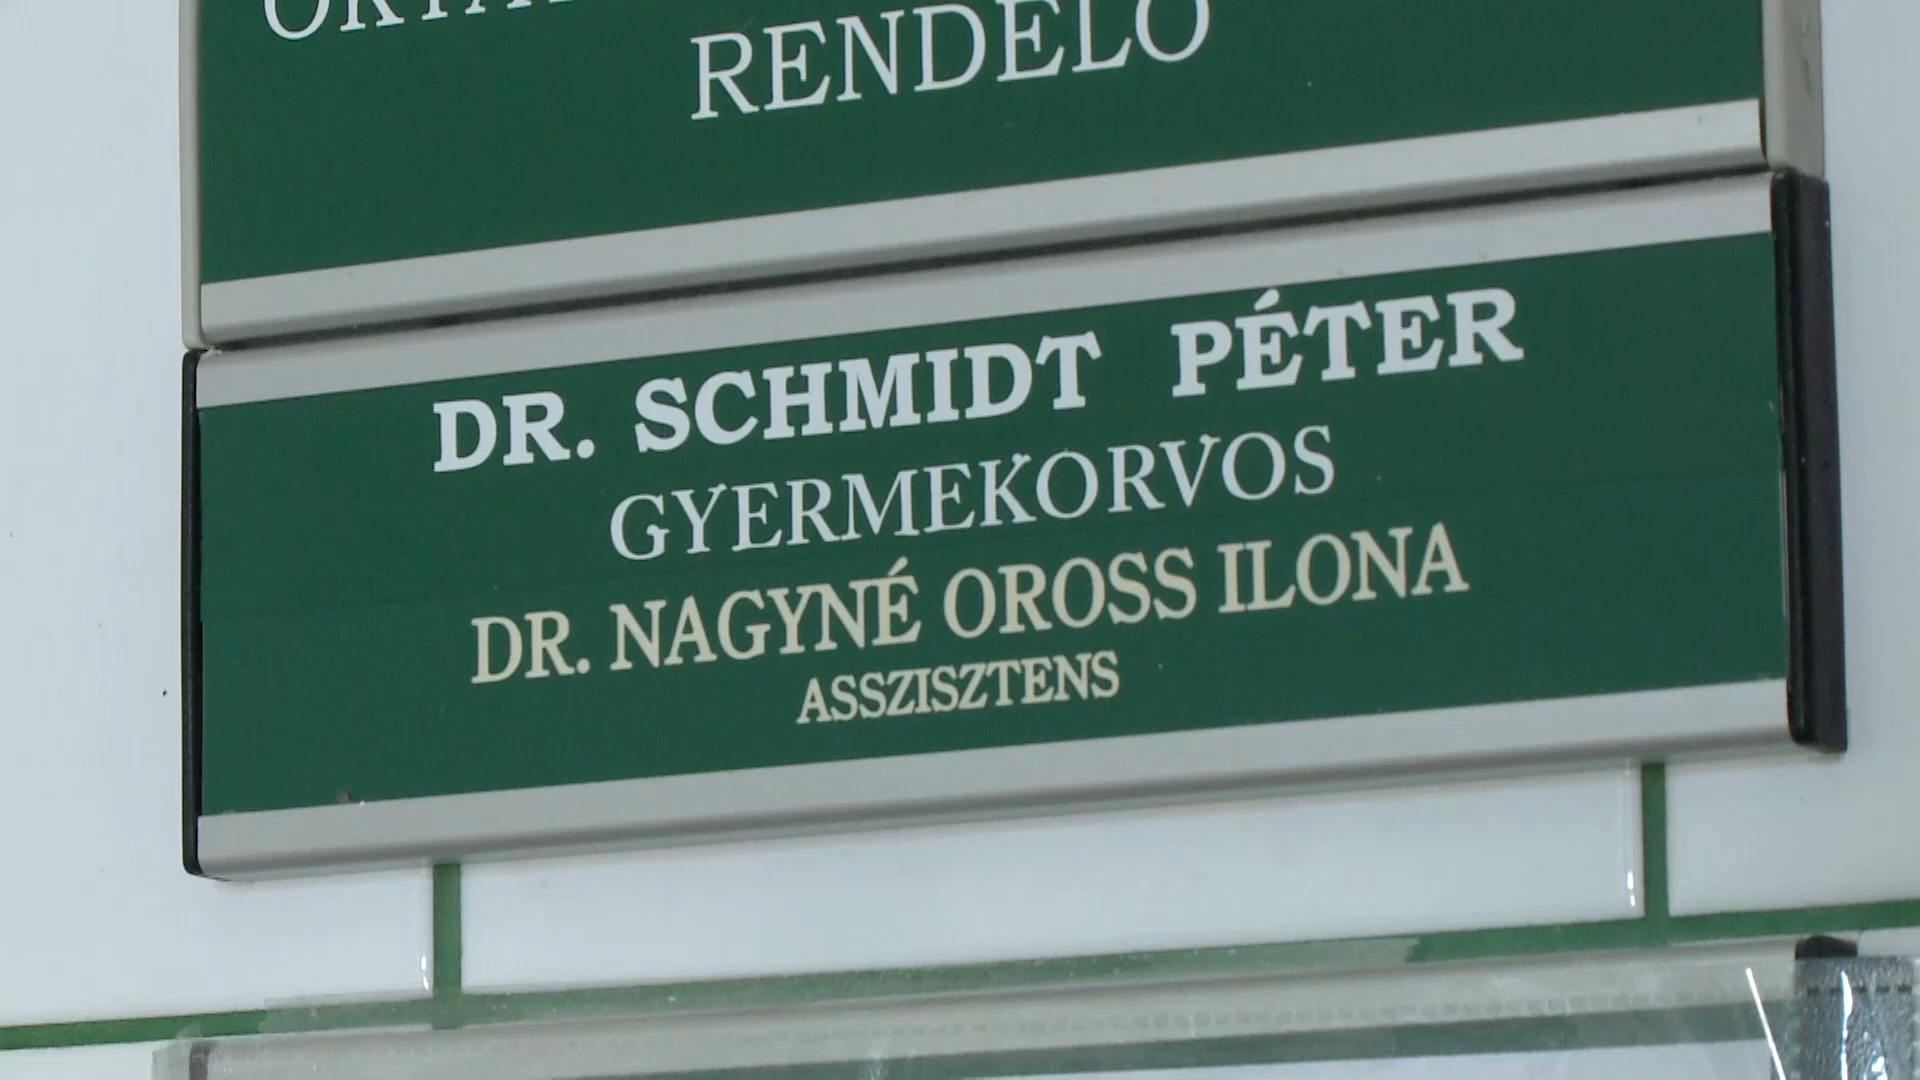 RENDELŐ
DR. SCHMIDT PÉTER
GYERMEKORVOS
DR. NAGYNÉ OROSS ILONA
ASSZISZTENS